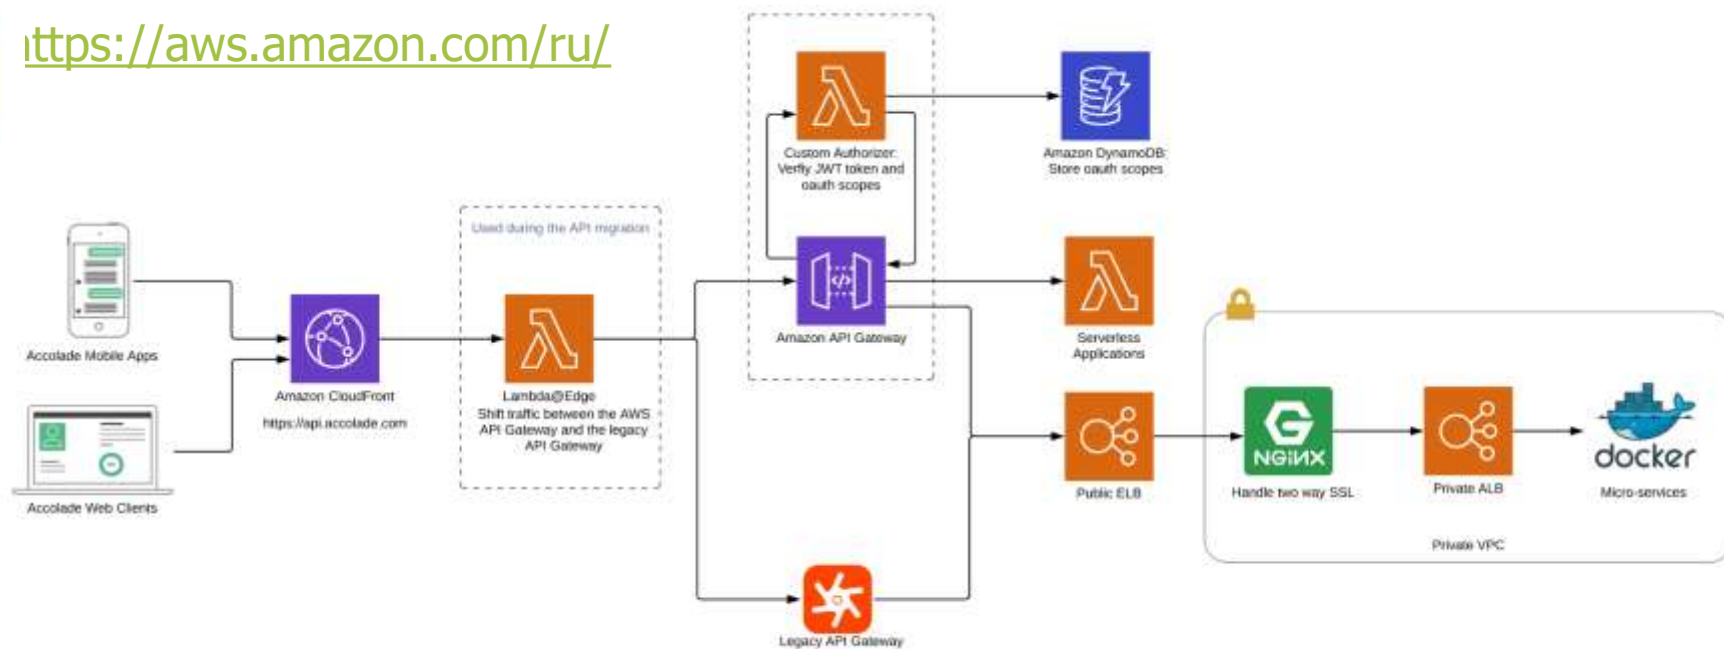 ttps://aws.amazon.com/ru/
Custom Authorizer:
Verfiy JWT token and
oauth scopes
Amazon DynamoDB:
Store oauth scopes
Used during the API migration
Accolade Mobile Apps
Amazon CloudFront
https://api.accolade.com
Lambda@Edge
Shift traffic between the AWS
API Gateway and the legacy
API Gateway
</>
Amazon API Gateway
Serverless
Applications
Accolade Web Clients
Public ELB
NGiNX
Handle two way SSL
Private ALB
docker
Micro-services
Private VPC
Legacy API Gateway